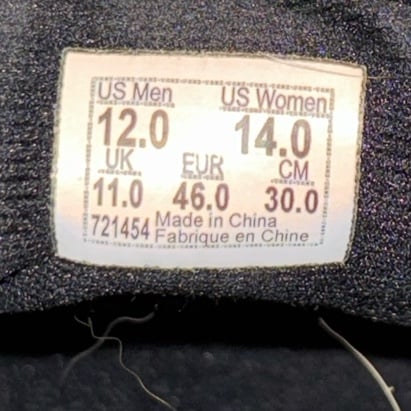 US Men US Women
12.0 14.0
UK EUR CM
11.0 46.0 30.0
721454 Made in China
Fabrique en Chine